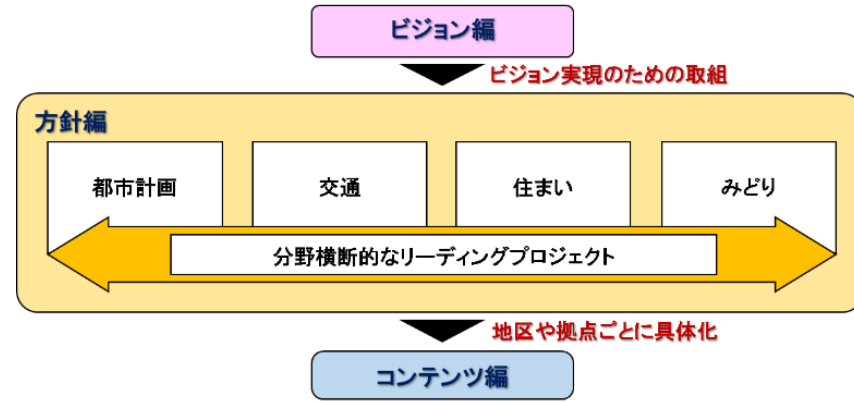 ビジョン編
ビジョン実現のための取組
方針編
都市計画
交通
住まい
みどり
分野横断的なリーディングプロジェクト
地区や拠点ごとに具体化
コンテンツ編